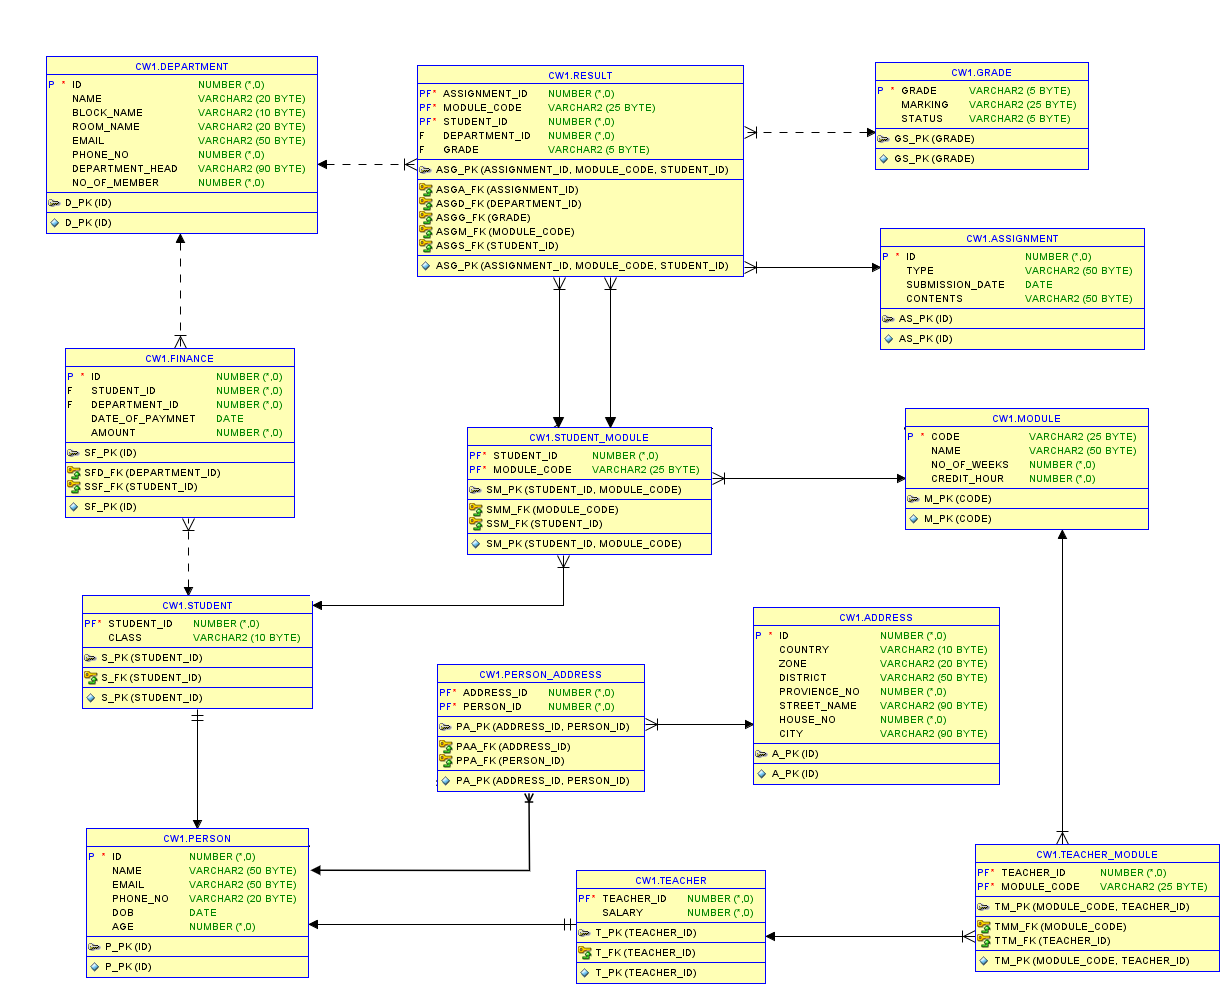 CW1.DEPARTMENT
P * ID NUMBER (*,0)
NAME VARCHAR2 (20 BYTE)
BLOCK_NAME VARCHAR2 (10 BYTE)
ROOM_NAME VARCHAR2 (20 BYTE)
EMAIL VARCHAR2 (50 BYTE)
PHONE_NO NUMBER (*,0)
DEPARTMENT_HEAD VARCHAR2 (90 BYTE)
NO_OF_MEMBER NUMBER (*,0)
D_PK (ID)
D_PK (ID)
CW1.RESULT
PF* ASSIGNMENT_ID NUMBER (*,0)
PF* MODULE_CODE VARCHAR2 (25 BYTE)
PF* STUDENT_ID NUMBER (*,0)
F DEPARTMENT_ID NUMBER (*,0)
F GRADE VARCHAR2 (5 BYTE)
ASG_PK (ASSIGNMENT_ID, MODULE_CODE, STUDENT_ID)
ASGA_FK (ASSIGNMENT_ID)
ASGD_FK (DEPARTMENT_ID)
ASGG_FK (GRADE)
ASGM_FK (MODULE_CODE)
ASGS_FK (STUDENT_ID)
ASG_PK (ASSIGNMENT_ID, MODULE_CODE, STUDENT_ID)
CW1.GRADE
P * GRADE VARCHAR2 (5 BYTE)
MARKING VARCHAR2 (25 BYTE)
STATUS VARCHAR2 (5 BYTE)
GS_PK (GRADE)
GS_PK (GRADE)
CW1.ASSIGNMENT
P * ID NUMBER (*,0)
TYPE VARCHAR2 (50 BYTE)
SUBMISSION_DATE DATE
CONTENTS VARCHAR2 (50 BYTE)
AS_PK (ID)
AS_PK (ID)
CW1.FINANCE
P * ID NUMBER (*,0)
F STUDENT_ID NUMBER (*,0)
F DEPARTMENT_ID NUMBER (*,0)
DATE_OF_PAYMNET DATE
AMOUNT NUMBER (*,0)
SF_PK (ID)
SFD_FK (DEPARTMENT_ID)
SSF_FK (STUDENT_ID)
SF_PK (ID)
CW1.STUDENT_MODULE
PF* STUDENT_ID NUMBER (*,0)
PF* MODULE_CODE VARCHAR2 (25 BYTE)
SM_PK (STUDENT_ID, MODULE_CODE)
SMM_FK (MODULE_CODE)
SSM_FK (STUDENT_ID)
SM_PK (STUDENT_ID, MODULE_CODE)
CW1.MODULE
P * CODE VARCHAR2 (25 BYTE)
NAME VARCHAR2 (50 BYTE)
NO_OF_WEEKS NUMBER (*,0)
CREDIT_HOUR NUMBER (*,0)
M_PK (CODE)
M_PK (CODE)
CW1.STUDENT
PF* STUDENT_ID NUMBER (*,0)
CLASS VARCHAR2 (10 BYTE)
S_PK (STUDENT_ID)
S_FK (STUDENT_ID)
S_PK (STUDENT_ID)
CW1.PERSON_ADDRESS
PF* ADDRESS_ID NUMBER (*,0)
PF* PERSON_ID NUMBER (*,0)
PA_PK (ADDRESS_ID, PERSON_ID)
PAA_FK (ADDRESS_ID)
PPA_FK (PERSON_ID)
PA_PK (ADDRESS_ID, PERSON_ID)
CW1.ADDRESS
P * ID NUMBER (*,0)
COUNTRY VARCHAR2 (10 BYTE)
ZONE VARCHAR2 (20 BYTE)
DISTRICT VARCHAR2 (50 BYTE)
PROVIENCE_NO NUMBER (*,0)
STREET_NAME VARCHAR2 (90 BYTE)
HOUSE_NO NUMBER (*,0)
CITY VARCHAR2 (90 BYTE)
A_PK (ID)
A_PK (ID)
CW1.PERSON
P * ID NUMBER (*,0)
NAME VARCHAR2 (50 BYTE)
EMAIL VARCHAR2 (50 BYTE)
PHONE_NO VARCHAR2 (20 BYTE)
DOB DATE
AGE NUMBER (*,0)
P_PK (ID)
P_PK (ID)
CW1.TEACHER
PF* TEACHER_ID NUMBER (*,0)
SALARY NUMBER (*,0)
T_PK (TEACHER_ID)
T_FK (TEACHER_ID)
T_PK (TEACHER_ID)
CW1.TEACHER_MODULE
PF* TEACHER_ID NUMBER (*,0)
PF* MODULE_CODE VARCHAR2 (25 BYTE)
TM_PK (MODULE_CODE, TEACHER_ID)
TMM_FK (MODULE_CODE)
TTM_FK (TEACHER_ID)
TM_PK (MODULE_CODE, TEACHER_ID)